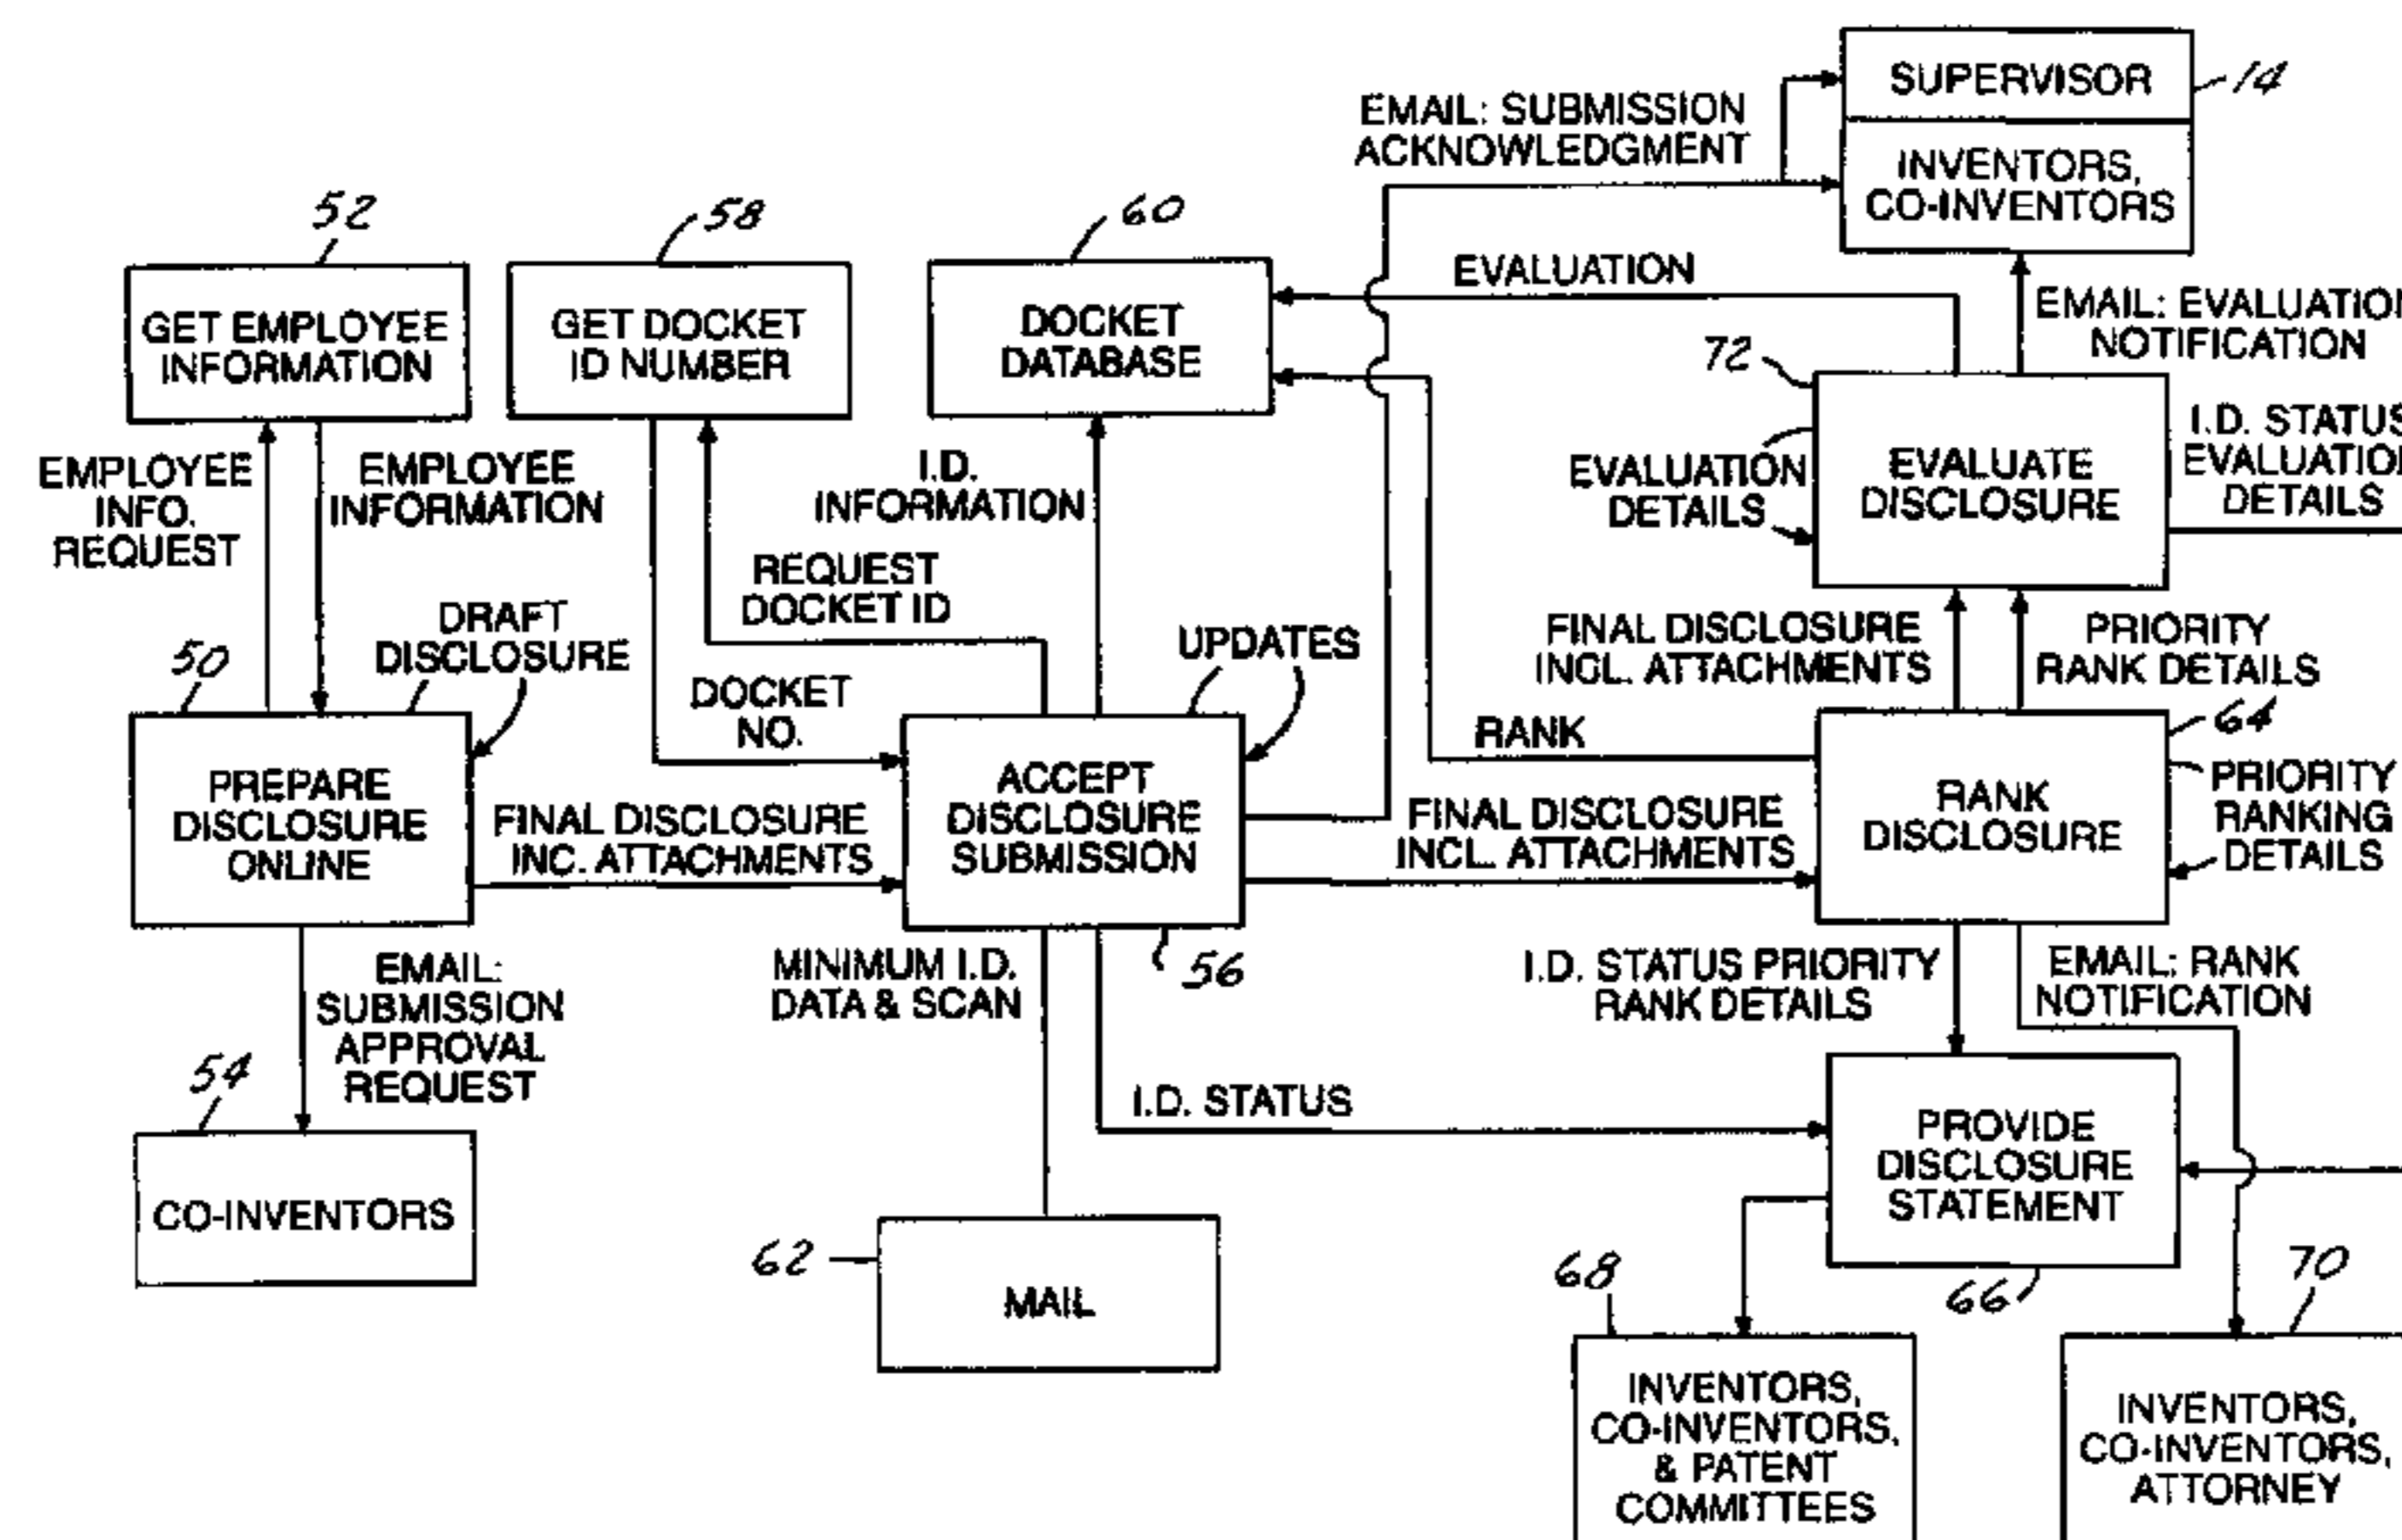 SUPERVISOR
14
EMAIL: SUBMISSION
ACKNOWLEDGMENT
INVENTORS,
CO-INVENTORS
52
58
60
EVALUATION
GET EMPLOYEE
INFORMATION
GET DOCKET
ID NUMBER
DOCKET
DATABASE
EMAIL: EVALUATION
NOTIFICATION
72
EMPLOYEE
INFO.
REQUEST
EMPLOYEE
INFORMATION
I.D.
INFORMATION
EVALUATION
DETAILS
EVALUATE
DISCLOSURE
I.D. STATUS
EVALUATION
DETAILS
REQUEST
DOCKET ID
50
DRAFT
DISCLOSURE
UPDATES
FINAL DISCLOSURE
INCL. ATTACHMENTS
PRIORITY
RANK DETAILS
DOCKET
NO.
RANK
64
PREPARE
DISCLOSURE
ONLINE
FINAL DISCLOSURE
INC. ATTACHMENTS
ACCEPT
DISCLOSURE
SUBMISSION
FINAL DISCLOSURE
INCL. ATTACHMENTS
RANK
DISCLOSURE
PRIORITY
RANKING
DETAILS
EMAIL:
SUBMISSION
APPROVAL
REQUEST
MINIMUM I.D.
DATA & SCAN
56
I.D. STATUS PRIORITY
RANK DETAILS
EMAIL: RANK
NOTIFICATION
54
I.D. STATUS
CO-INVENTORS
PROVIDE
DISCLOSURE
STATEMENT
62
MAIL
68
66
70
INVENTORS,
CO-INVENTORS,
& PATENT
COMMITTEES
INVENTORS,
CO-INVENTORS,
ATTORNEY